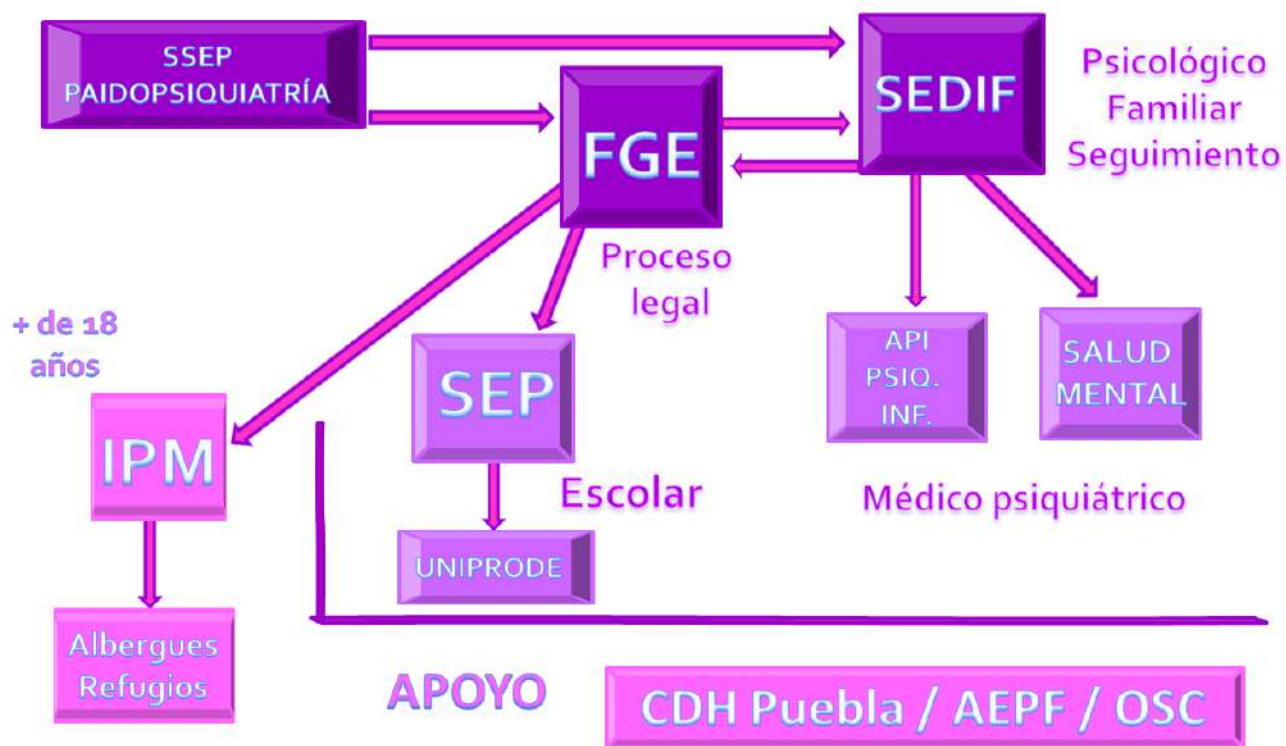 SSEP
PAIDOPSIQUIATRÍA
SEDIF
Psicológico
Familiar
Seguimiento
FGE
Proceso
legal
+ de 18
años
IPM
SEP
Escolar
API
PSIQ.
INF.
SALUD
MENTAL
Médico psiquiátrico
UNIPRODE
Albergues
Refugios
APOYO
CDH Puebla / AEPF / OSC